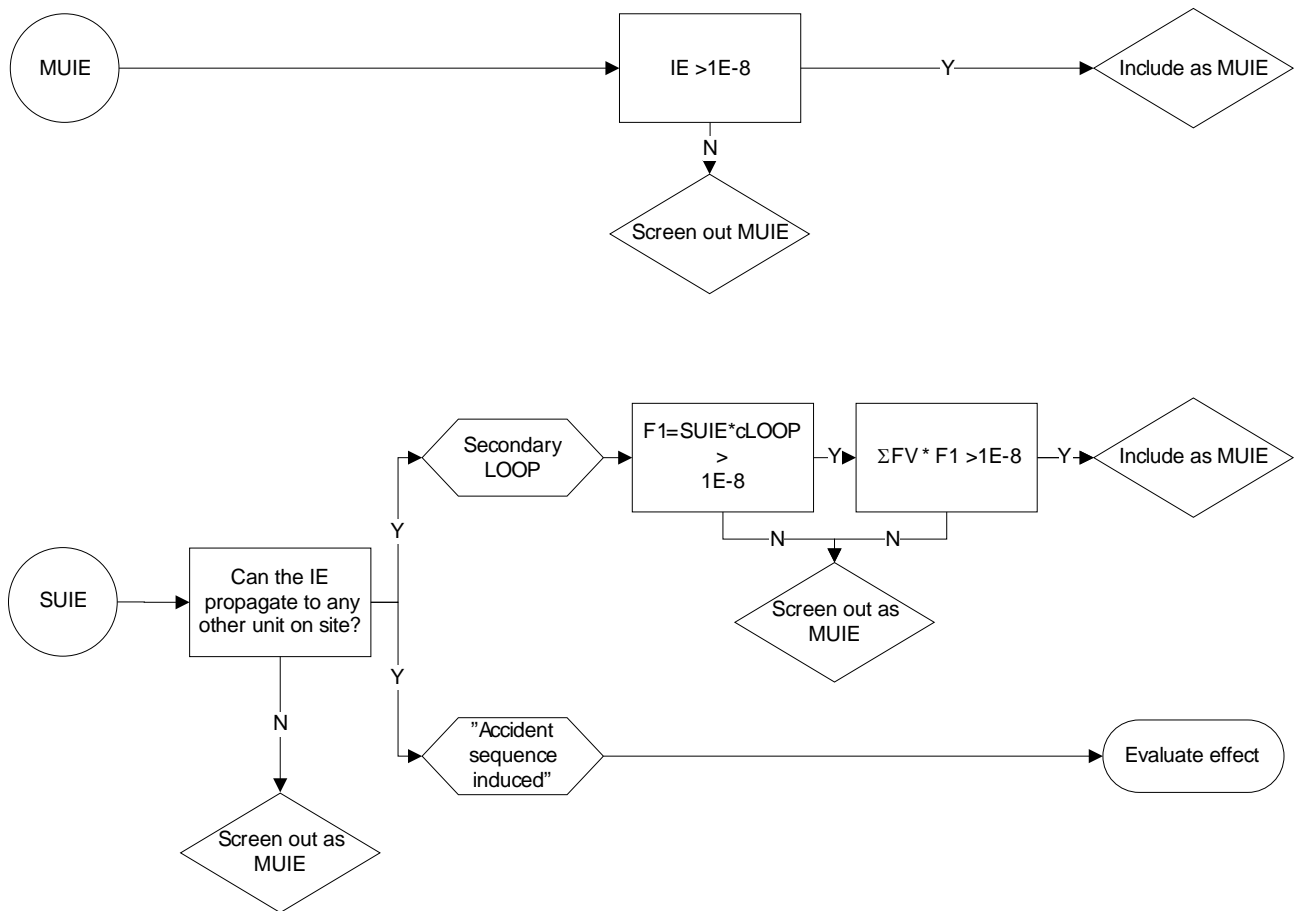 MUIE
IE >1E-8
Y
Include as MUIE
N
Screen out MUIE
SUIE
Can the IE
propagate to any
other unit on site?
Y
Secondary
LOOP
F1=SUIE*cLOOP
>
1E-8
Y
ΣFV * F1 >1E-8
Y
Include as MUIE
N
N
Screen out as
MUIE
Y
"Accident
sequence
induced”
Evaluate effect
N
Screen out as
MUIE